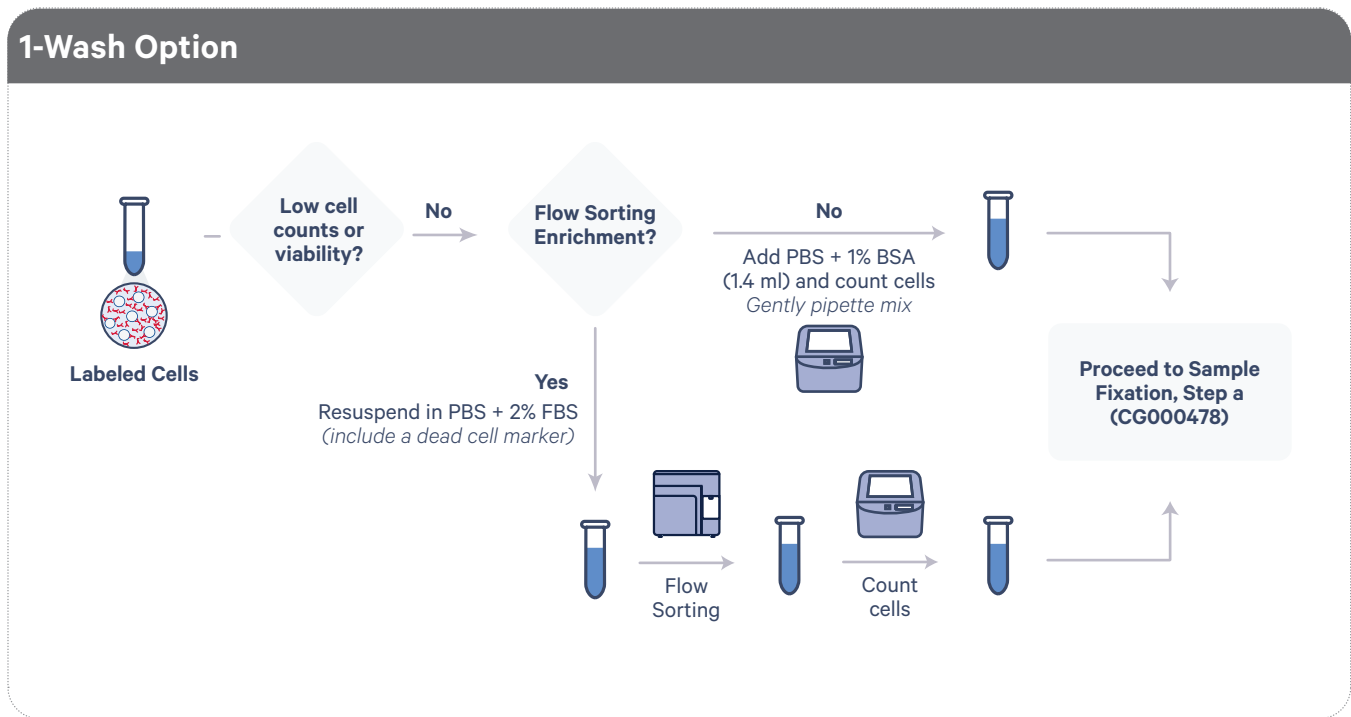 1-Wash Option
Low cell
counts or
viability?
No
Flow Sorting
Enrichment?
No
Add PBS + 1% BSA
(1.4 ml) and count cells
Gently pipette mix
Labeled Cells
Proceed to Sample
Fixation, Step a
(CG000478)
Yes
Resuspend in PBS + 2% FBS
(include a dead cell marker)
Flow
Sorting
Count
cells